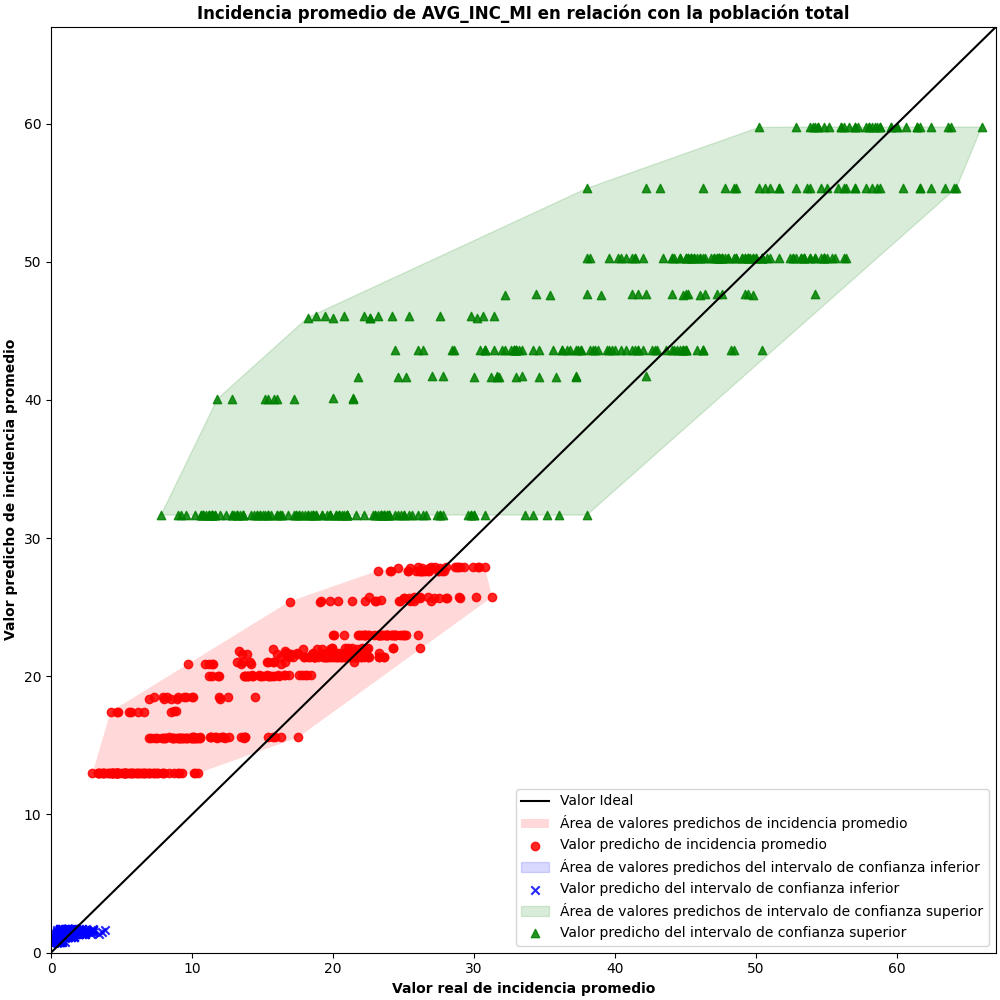 Incidencia promedio de AVG_INC_MI en relación con la población total
Valor predicho de incidencia promedio
60
50
40
30
20
10
0
0 10 20 30 40 50 60
Valor real de incidencia promedio
Valor Ideal
Área de valores predichos de incidencia promedio
Valor predicho de incidencia promedio
Área de valores predichos del intervalo de confianza inferior
Valor predicho del intervalo de confianza inferior
Área de valores predichos de intervalo de confianza superior
Valor predicho del intervalo de confianza superior